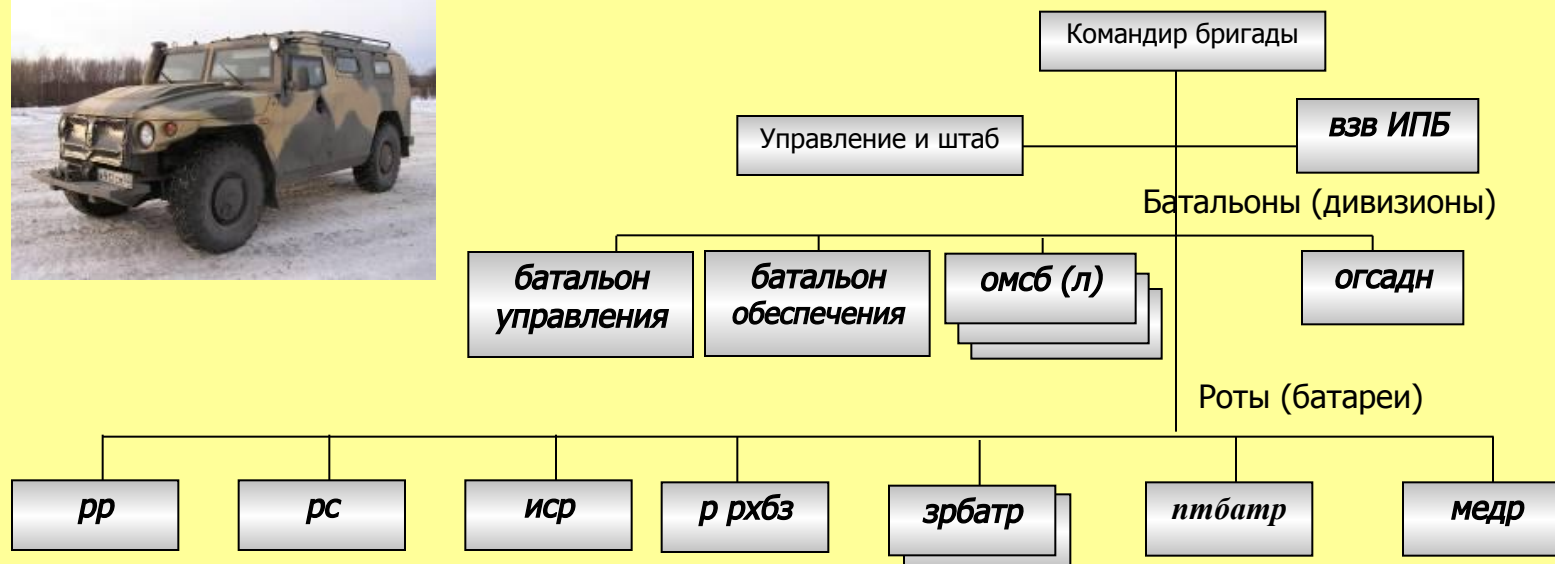 Командир бригады
Управление и штаб
взв ИПБ
Батальоны (дивизионы)
батальон
управления
батальон
обеспечения
омсб (л)
огсадн
Роты (батареи)
рр
рс
иср
р рхбз
зрбатр
птбатр
медр